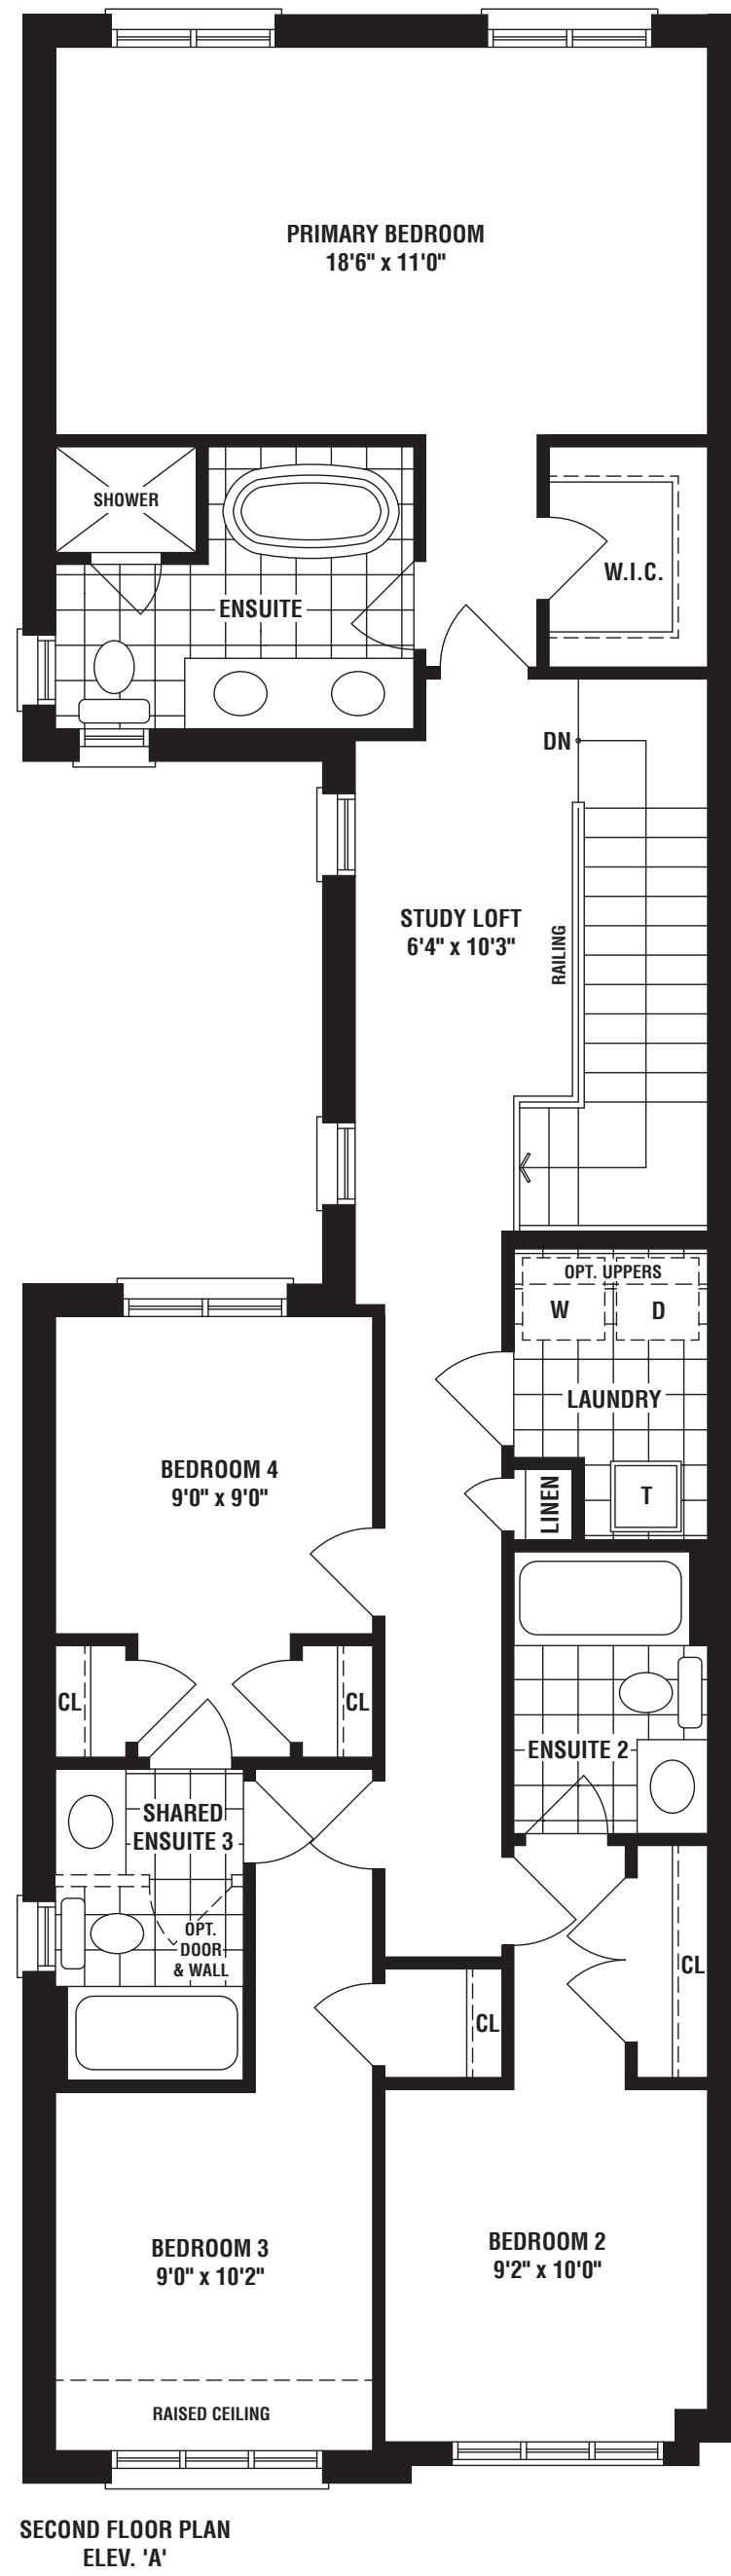 PRIMARY BEDROOM
18'6" x 11'0"
SHOWER
ENSUITE
W.I.C.
DN
STUDY LOFT
6'4" x 10'3"
RAILING
OPT. UPPERS
W
D
LAUNDRY
LINEN
T
BEDROOM 4
9'0" x 9'0"
CL
CL
ENSUITE 2
SHARED
ENSUITE 3
OPT.
DOOR
& WALL
CL
CL
BEDROOM 3
9'0" x 10'2"
BEDROOM 2
9'2" x 10'0"
RAISED CEILING
SECOND FLOOR PLAN
ELEV. 'A'